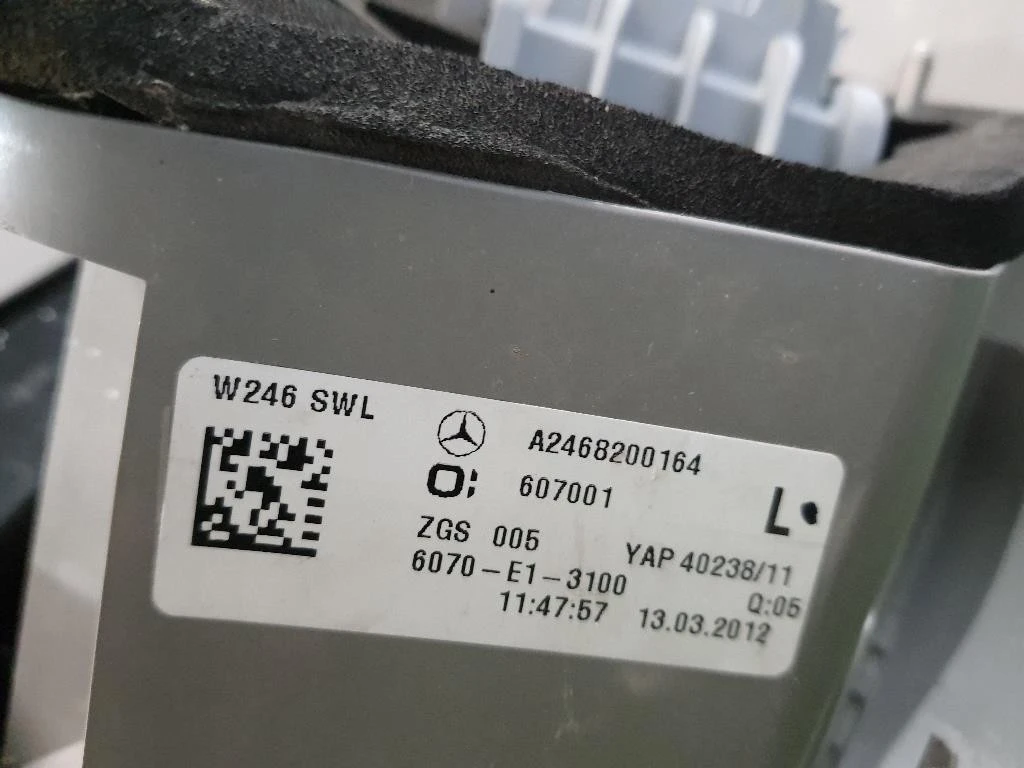 W246 SWL
A2468200164
O; 607001 L
ZGS 005 YAP 40238/11
6070-E1-3100 Q:05
11:47:57 13.03.2012